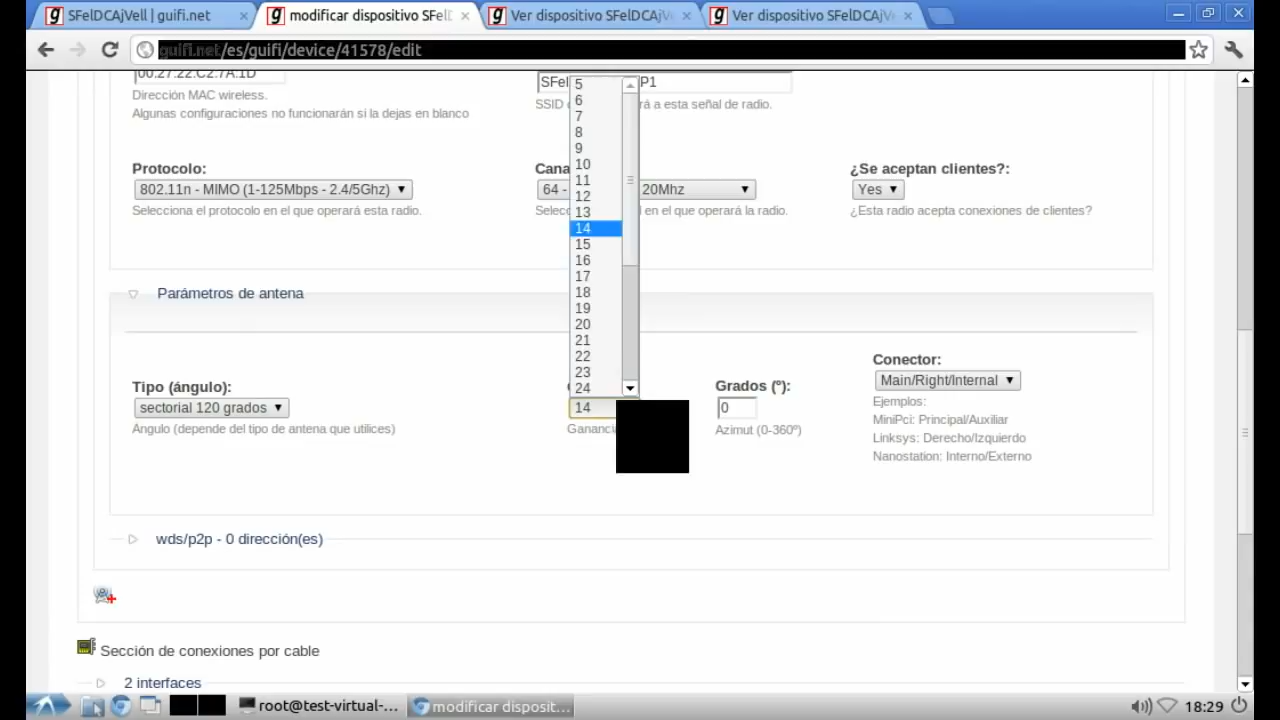 SFelDCAjVell | guifi.net
modificar dispositivo SFel
Ver dispositivo SFelDCAjV
Ver dispositivo SFelDCAjV
guifi.net/es/guifi/device/41578/edit
00:27:22:C2:7A:1D
SFel P1
Dirección MAC wireless.
Algunas configuraciones no funcionarán si la dejas en blanco
SSID rá a esta señal de radio.
5
6
7
8
9
10
11
12
13
14
15
16
17
18
19
20
21
22
23
24
Protocolo:
802.11n - MIMO (1-125Mbps - 2.4/5Ghz)
Selecciona el protocolo en el que operará esta radio.
Cana
64 - 20Mhz
Selec en el que operará la radio.
¿Se aceptan clientes?:
Yes
¿Esta radio acepta conexiones de clientes?
Parámetros de antena
Tipo (ángulo):
sectorial 120 grados
Angulo (depende del tipo de antena que utilices)
14
Gananci
Grados (º):
0
Azimut (0-360º)
Conector:
Main/Right/Internal
Ejemplos:
MiniPci: Principal/Auxiliar
Linksys: Derecho/Izquierdo
Nanostation: Interno/Externo
wds/p2p - 0 dirección(es)
Sección de conexiones por cable
2 interfaces
root@test-virtual-...
modificar disposit...
18:29